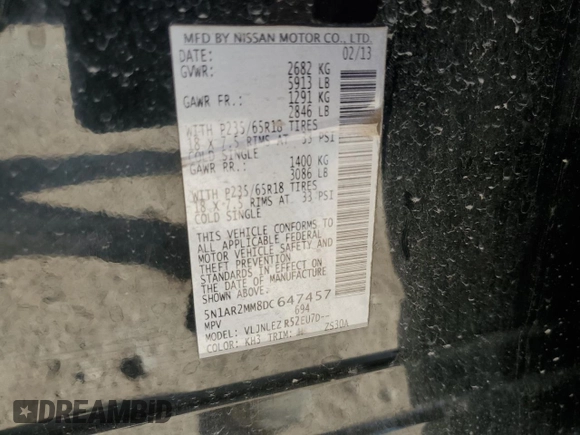 MFD BY NISSAN MOTOR CO., LTD.
DATE: 02/13
GVWR: 2682 KG
5913 LB
GAWR FR.: 1291 KG
2846 LB
WITH P235/65R18 TIRES
18 X 7.5 RIMS AT 33 PSI
COLD SINGLE
GAWR RR.: 1400 KG
3086 LB
WITH P235/65R18 TIRES
18 X 7.5 RIMS AT 33 PSI
COLD SINGLE
THIS VEHICLE CONFORMS TO
ALL APPLICABLE FEDERAL
MOTOR VEHICLE SAFETY AND
THEFT PREVENTION
STANDARDS IN EFFECT ON
THE DATE OF MANUFACTURE
SHOWN ABOVE.
5N1AR2MM8DC647457
MPV 694
MODEL: VLJNLEZ R52EU7D--
COLOR: KH3 TRIM: ZS30A
DREAMBID